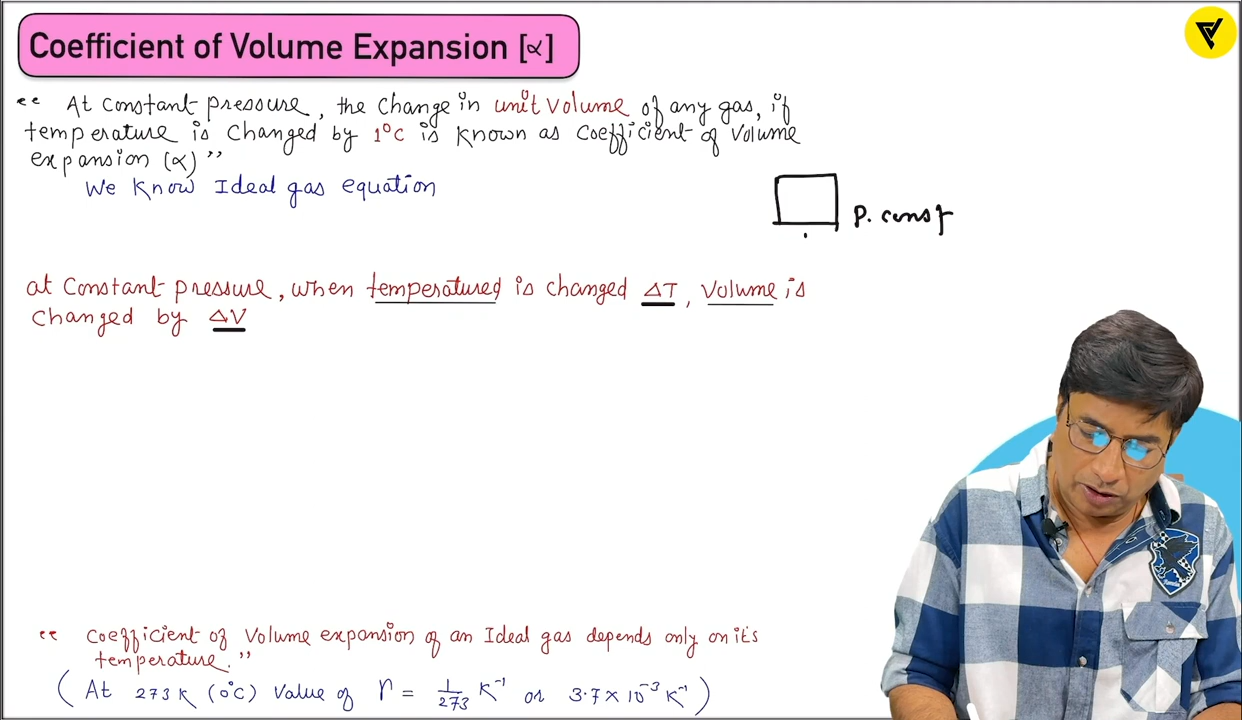 Coefficient of Volume Expansion [α]
“ At constant pressure, the change in unit volume of any gas, if
temperature is changed by 1°C is known as coefficient of volume
expansion (α) ”
We know Ideal gas equation
P. const
at constant pressure, when temperatured is changed ΔT, volume is
changed by ΔV
“ coefficient of volume expansion of an Ideal gas depends only on it's
temperature.”
( At 273 K (0°C) value of r = 1/273 K⁻¹ or 3.7 × 10⁻³ K⁻¹ )